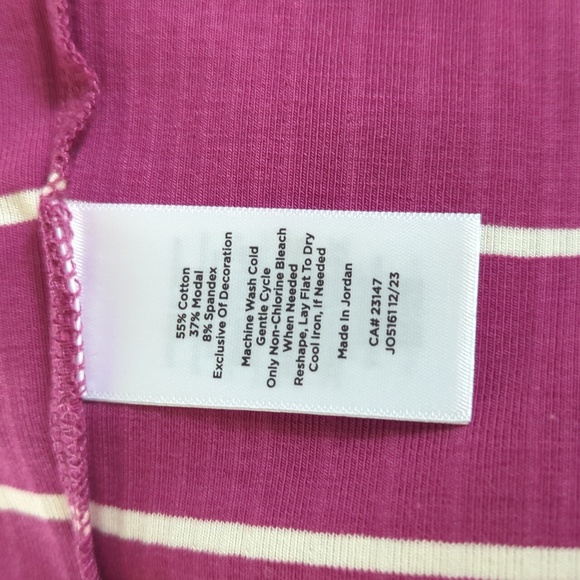 55% Cotton
37% Modal
8% Spandex
Exclusive Of Decoration
Machine Wash Cold
Gentle Cycle
Only Non-Chlorine Bleach
When Needed
Reshape, Lay Flat To Dry
Cool Iron, If Needed
Made In Jordan
CA# 23147
JO516112/23